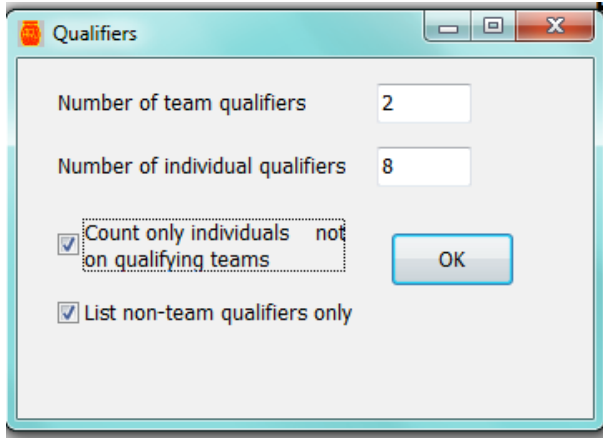 Qualifiers
Number of team qualifiers 2
Number of individual qualifiers 8
Count only individuals not
on qualifying teams
OK
List non-team qualifiers only